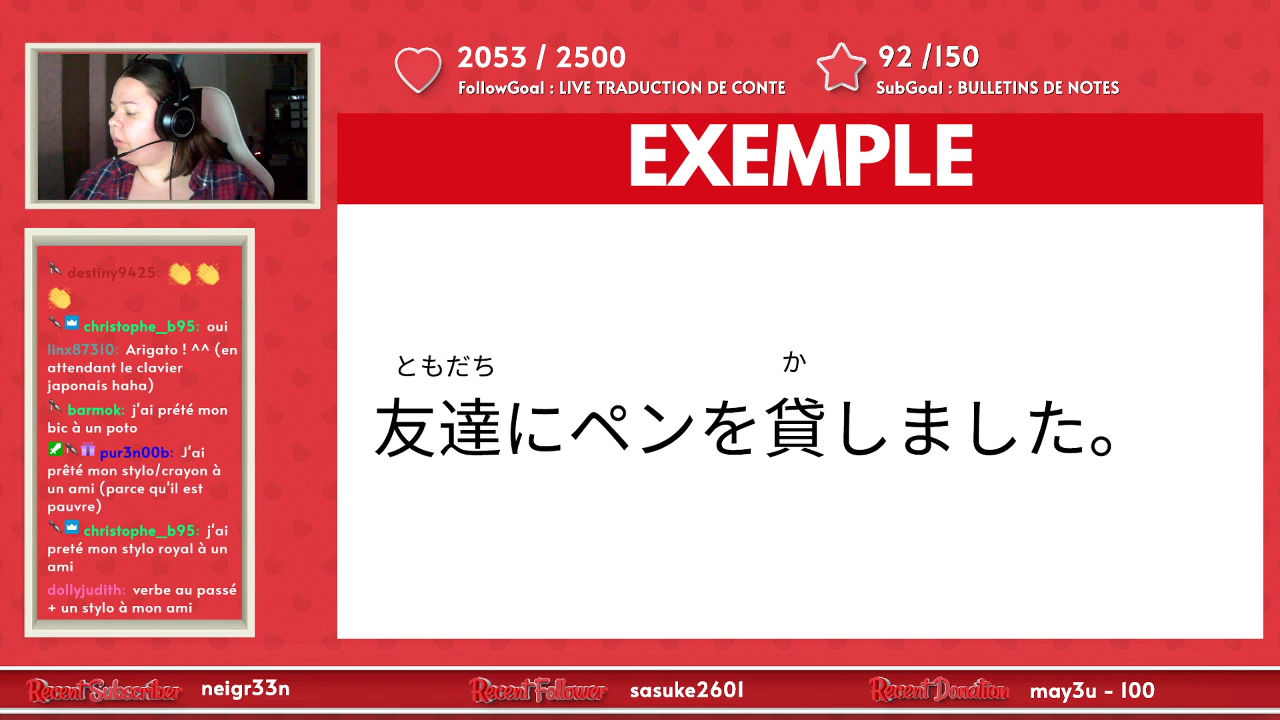 2053 / 2500
FollowGoal : LIVE TRADUCTION DE CONTE
92 /150
SubGoal : BULLETINS DE NOTES
EXEMPLE
ともだち か
友達にペンを貸しました。
destiny9425: 👏 👏
👏
christophe_b95: oui
linx87310: Arigato ! ^^ (en
attendant le clavier
japonais haha)
barmok: j'ai prété mon
bic à un poto
pur3n00b: J'ai
prêté mon stylo/crayon à
un ami (parce qu'il est
pauvre)
christophe_b95: j'ai
preté mon stylo royal à un
ami
dollyjudith: verbe au passé
+ un stylo à mon ami
Recent Subscriber neigr33n
Recent Follower sasuke2601
Recent Donation may3u - 100